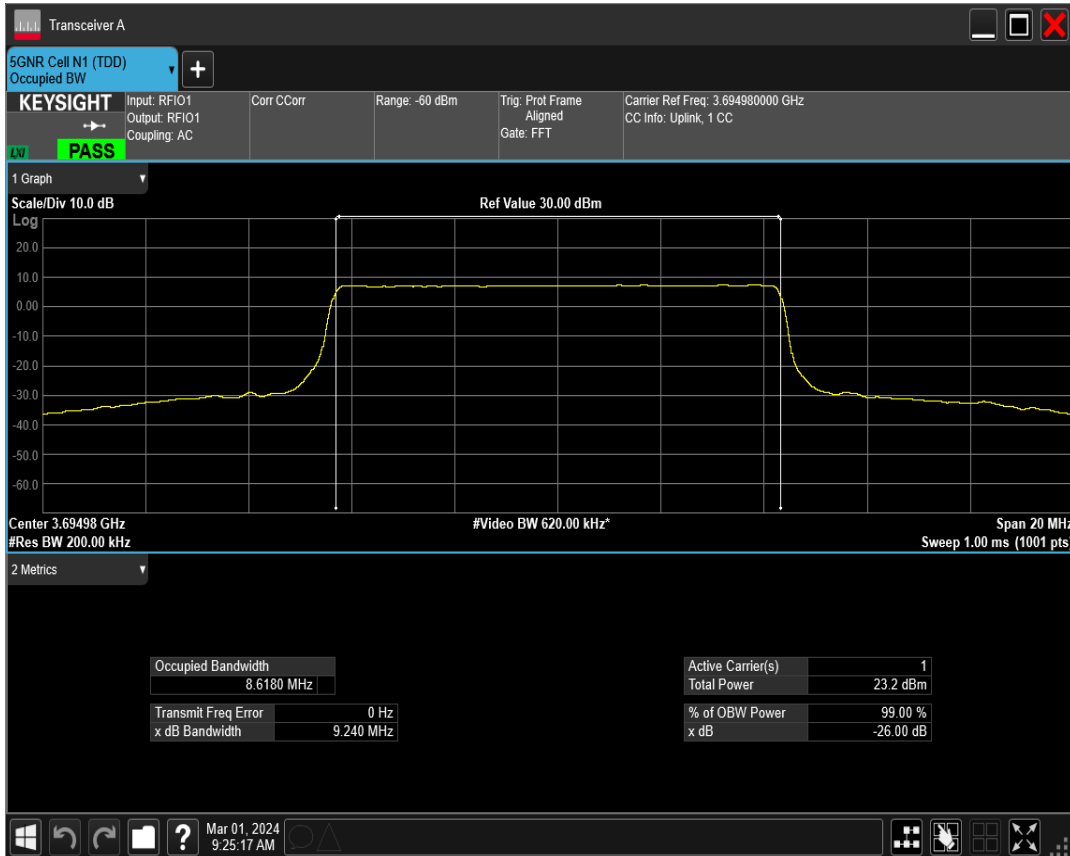 Transceiver A
5GNR Cell N1 (TDD)
Occupied BW
+
KEYSIGHT
LXI
PASS
Input: RFIO1
Output: RFIO1
Coupling: AC
Corr CCorr
Range: -60 dBm
Trig: Prot Frame
Aligned
Gate: FFT
Carrier Ref Freq: 3.694980000 GHz
CC Info: Uplink, 1 CC
1 Graph
Scale/Div 10.0 dB
Ref Value 30.00 dBm
Log
20.0
10.0
0.00
-10.0
-20.0
-30.0
-40.0
-50.0
-60.0
Center 3.69498 GHz
#Video BW 620.00 kHz*
Span 20 MHz
#Res BW 200.00 kHz
Sweep 1.00 ms (1001 pts)
2 Metrics
Occupied Bandwidth
8.6180 MHz
Transmit Freq Error 0 Hz
x dB Bandwidth 9.240 MHz
Active Carrier(s) 1
Total Power 23.2 dBm
% of OBW Power 99.00 %
x dB -26.00 dB
?
Mar 01, 2024
9:25:17 AM